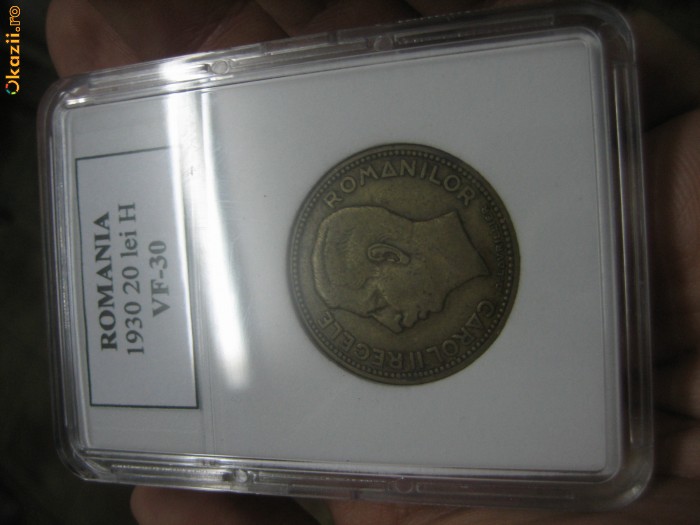 Okazii.ro
ROMANIA
1930 20 lei H
VF-30
CAROL II REGELE
ROMANILOR